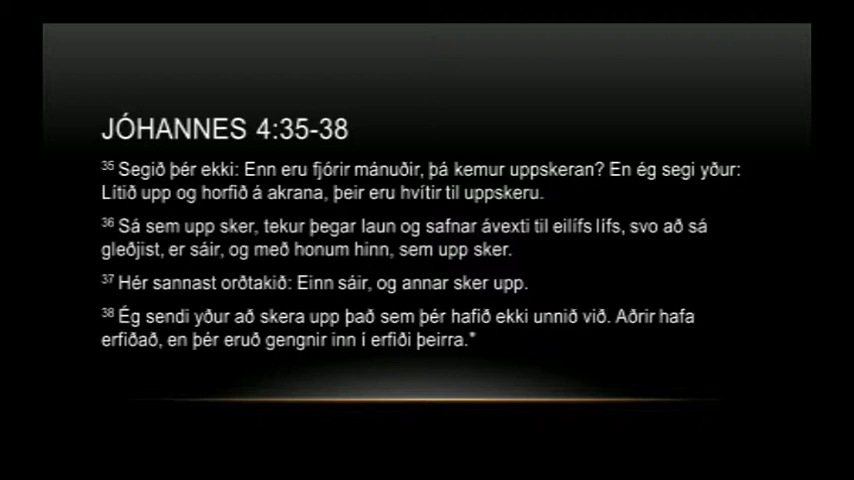 JÓHANNES 4:35-38
35 Segið þér ekki: Enn eru fjórir mánuðir, þá kemur uppskeran? En ég segi yður:
Lítið upp og horfið á akrana, þeir eru hvítir til uppskeru.
36 Sá sem upp sker, tekur þegar laun og safnar ávexti til eilífs lífs, svo að sá
gleðjist, er sáir, og með honum hinn, sem upp sker.
37 Hér sannast orðtakið: Einn sáir, og annar sker upp.
38 Ég sendi yður að skera upp það sem þér hafið ekki unnið við. Aðrir hafa
erfiðað, en þér eruð gengnir inn í erfiði þeirra.*